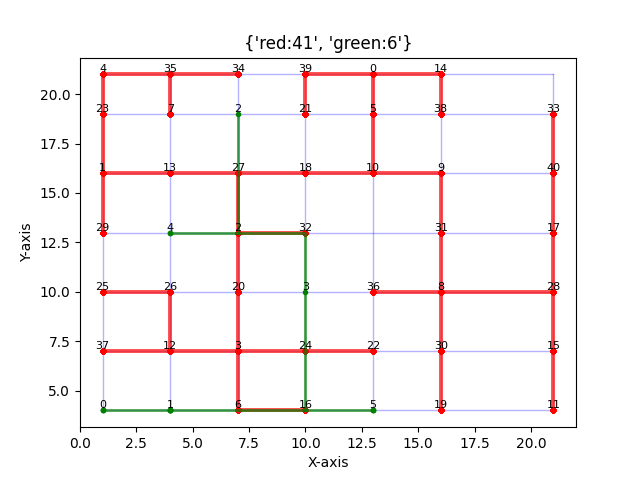 {'red:41', 'green:6'}
4 35 34 39 0 14
20.0
23 7 2 21 5 38 33
17.5
1 13 27 18 10 9 40
15.0
29 4 2 32 31 17
12.5
Y-axis
10.0
25 26 20 3 36 8 28
7.5
37 12 3 24 22 30 15
5.0
0 1 6 16 5 19 11
0.0 2.5 5.0 7.5 10.0 12.5 15.0 17.5 20.0
X-axis